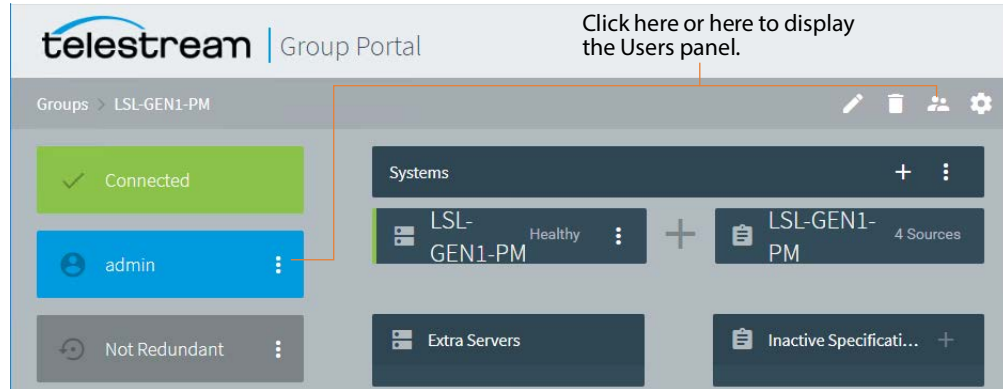 telestream | Group Portal
Click here or here to display
the Users panel.
Groups > LSL-GEN1-PM
Connected
admin
Not Redundant
Systems
LSL-
GEN1-PM
Healthy
LSL-GEN1-
PM
4 Sources
Extra Servers
Inactive Specificati...